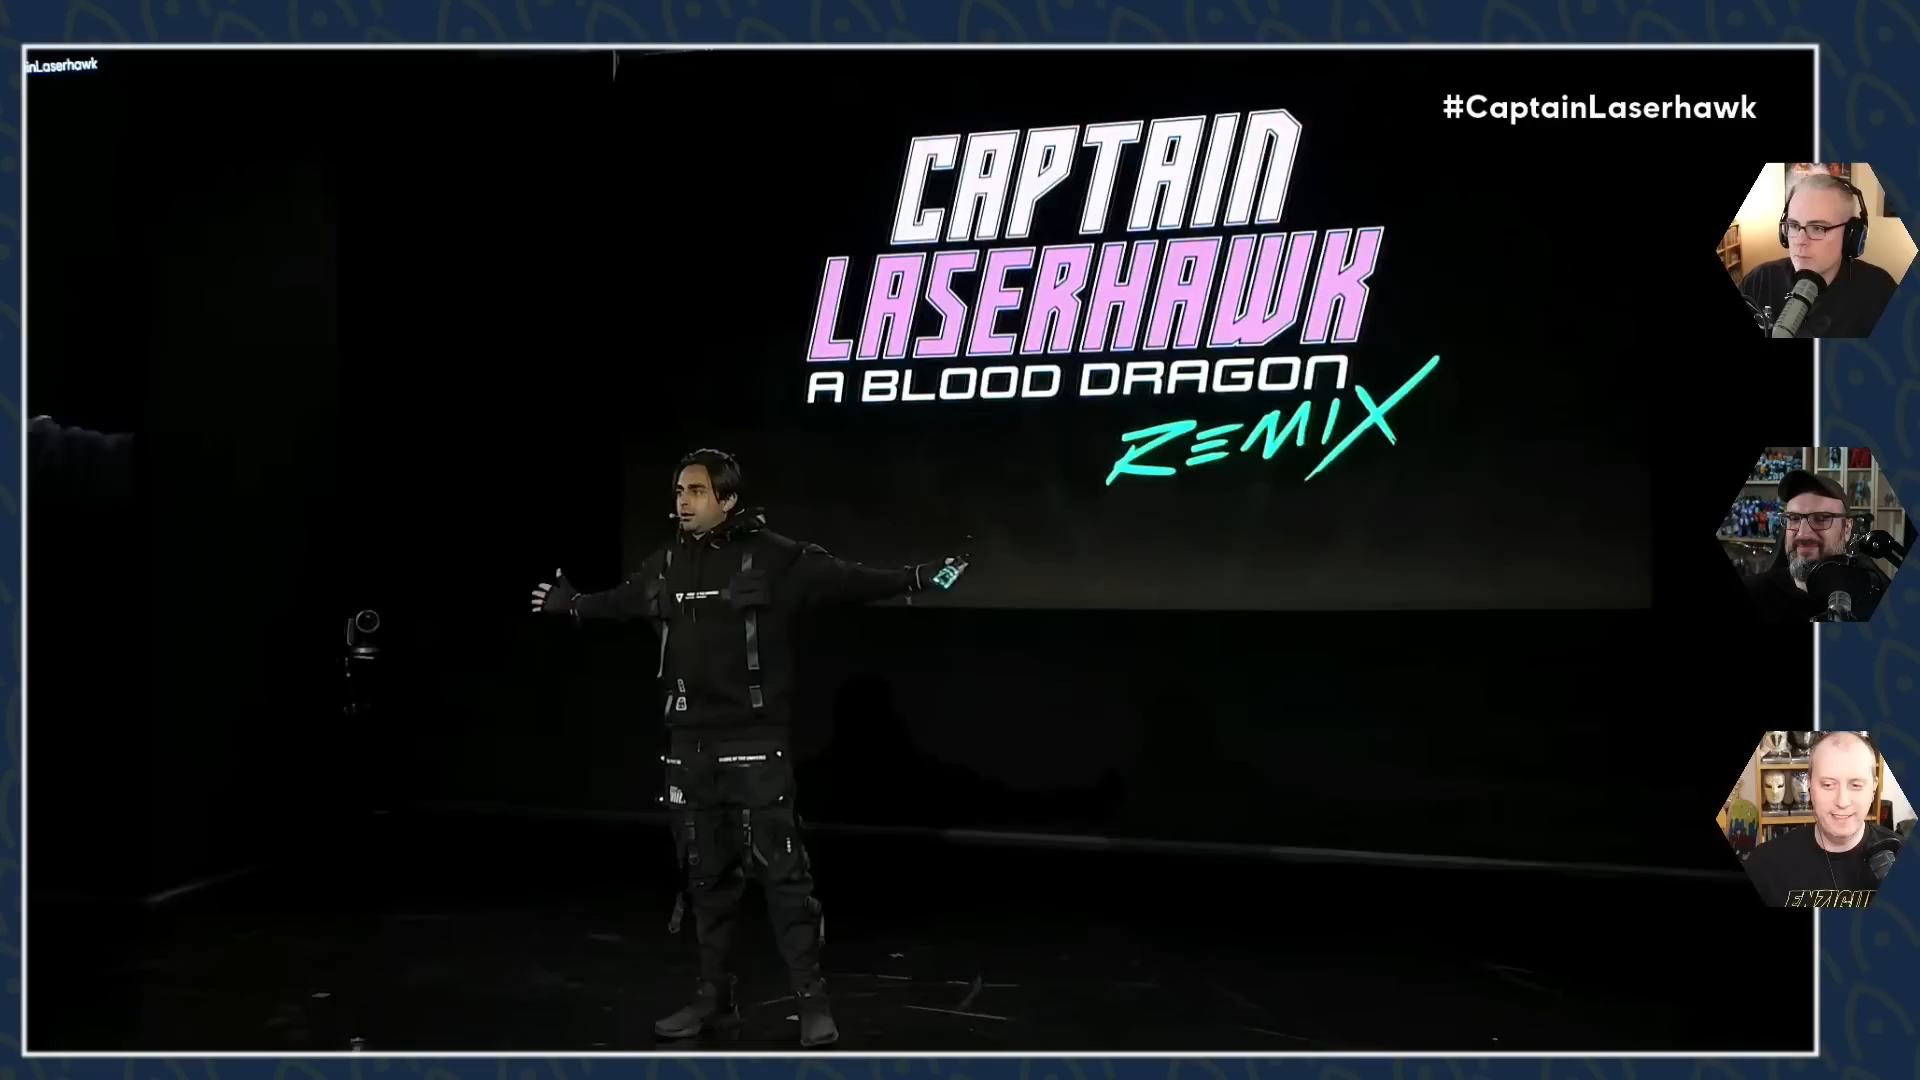 inLaserhawk
#CaptainLaserhawk
CAPTAIN
LASERHAWK
A BLOOD DRAGON
REMIX